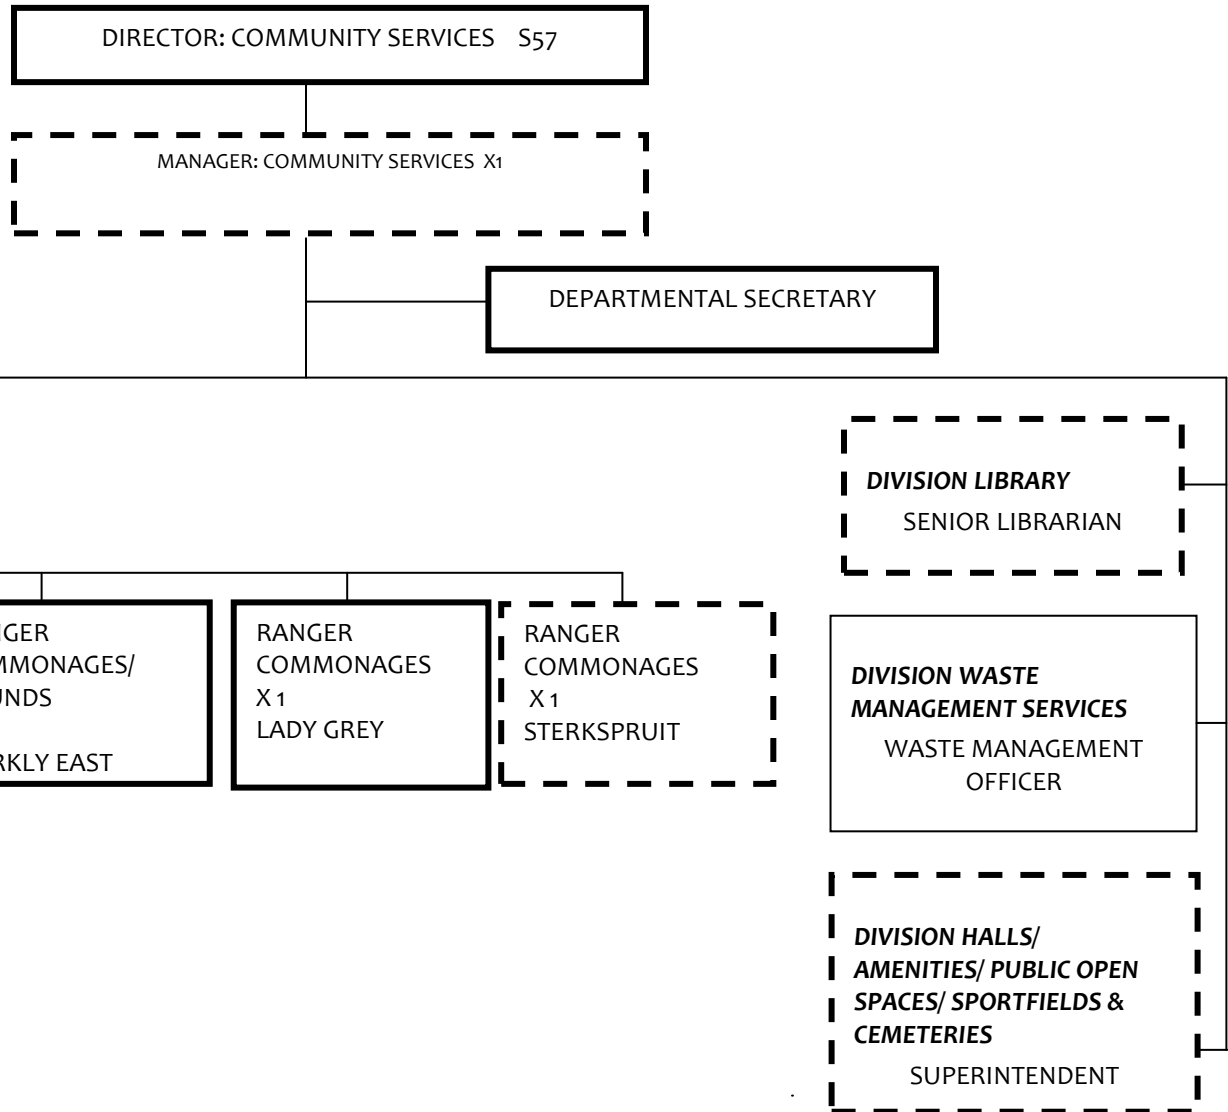 DIRECTOR: COMMUNITY SERVICES S57
MANAGER: COMMUNITY SERVICES X1
DEPARTMENTAL SECRETARY
DIVISION LIBRARY
SENIOR LIBRARIAN
COMMONAGES/
EAST
RANGER
COMMONAGES
X 1
LADY GREY
RANGER
COMMONAGES
X 1
STERKSPRUIT
DIVISION WASTE
MANAGEMENT SERVICES
WASTE MANAGEMENT
OFFICER
DIVISION HALLS/
AMENITIES/ PUBLIC OPEN
SPACES/ SPORTFIELDS &
CEMETERIES
SUPERINTENDENT